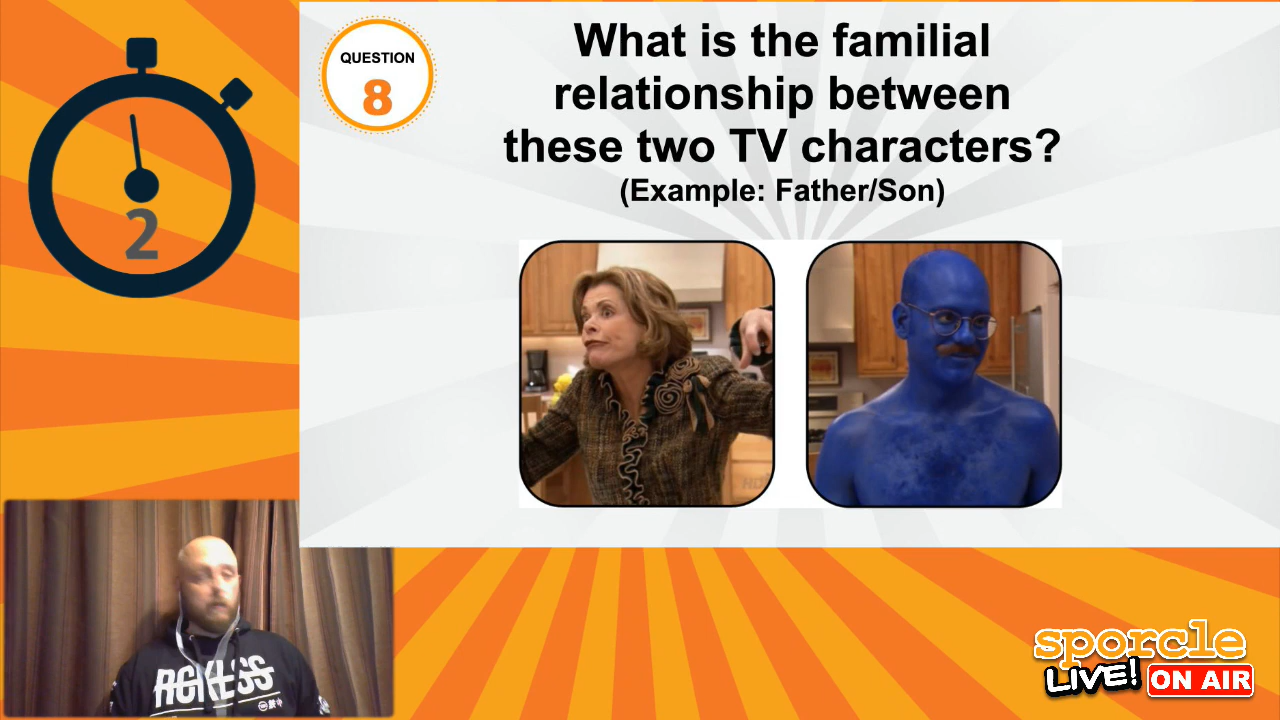 QUESTION
8
What is the familial
relationship between
these two TV characters?
(Example: Father/Son)
2
RCKLSS
sporcle
LIVE!
ON AIR